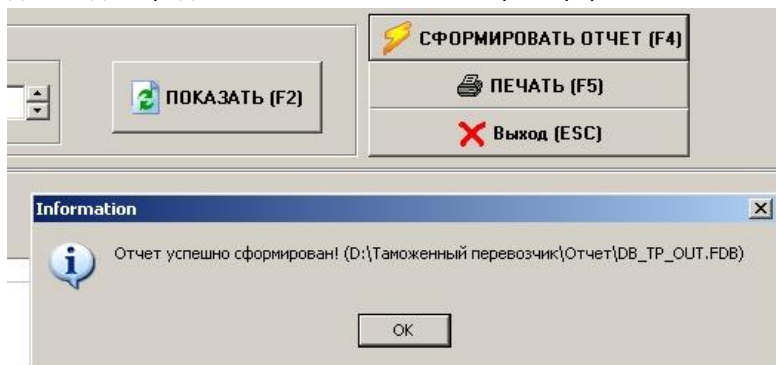 СФОРМИРОВАТЬ ОТЧЕТ (F4)
ПОКАЗАТЬ (F2)
ПЕЧАТЬ (F5)
Выход (ESC)
Information
Отчет успешно сформирован! (D:\Таможенный перевозчик\Отчет\DB_TP_OUT.FDB)
OK